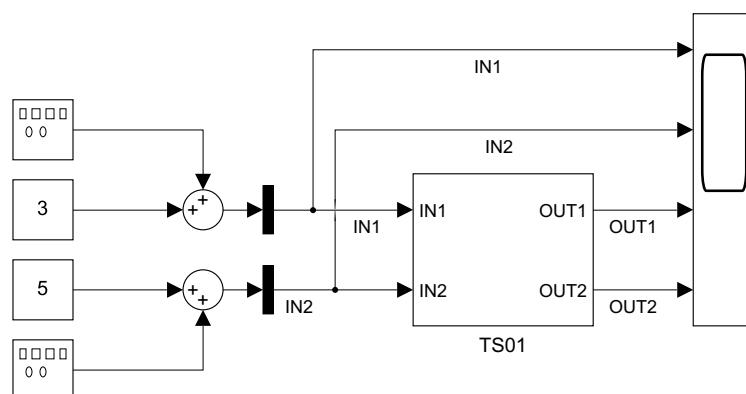 IN1
IN2
3
+
+
IN1
IN1
OUT1
OUT1
5
+
+
IN2
IN2
OUT2
OUT2
TS01